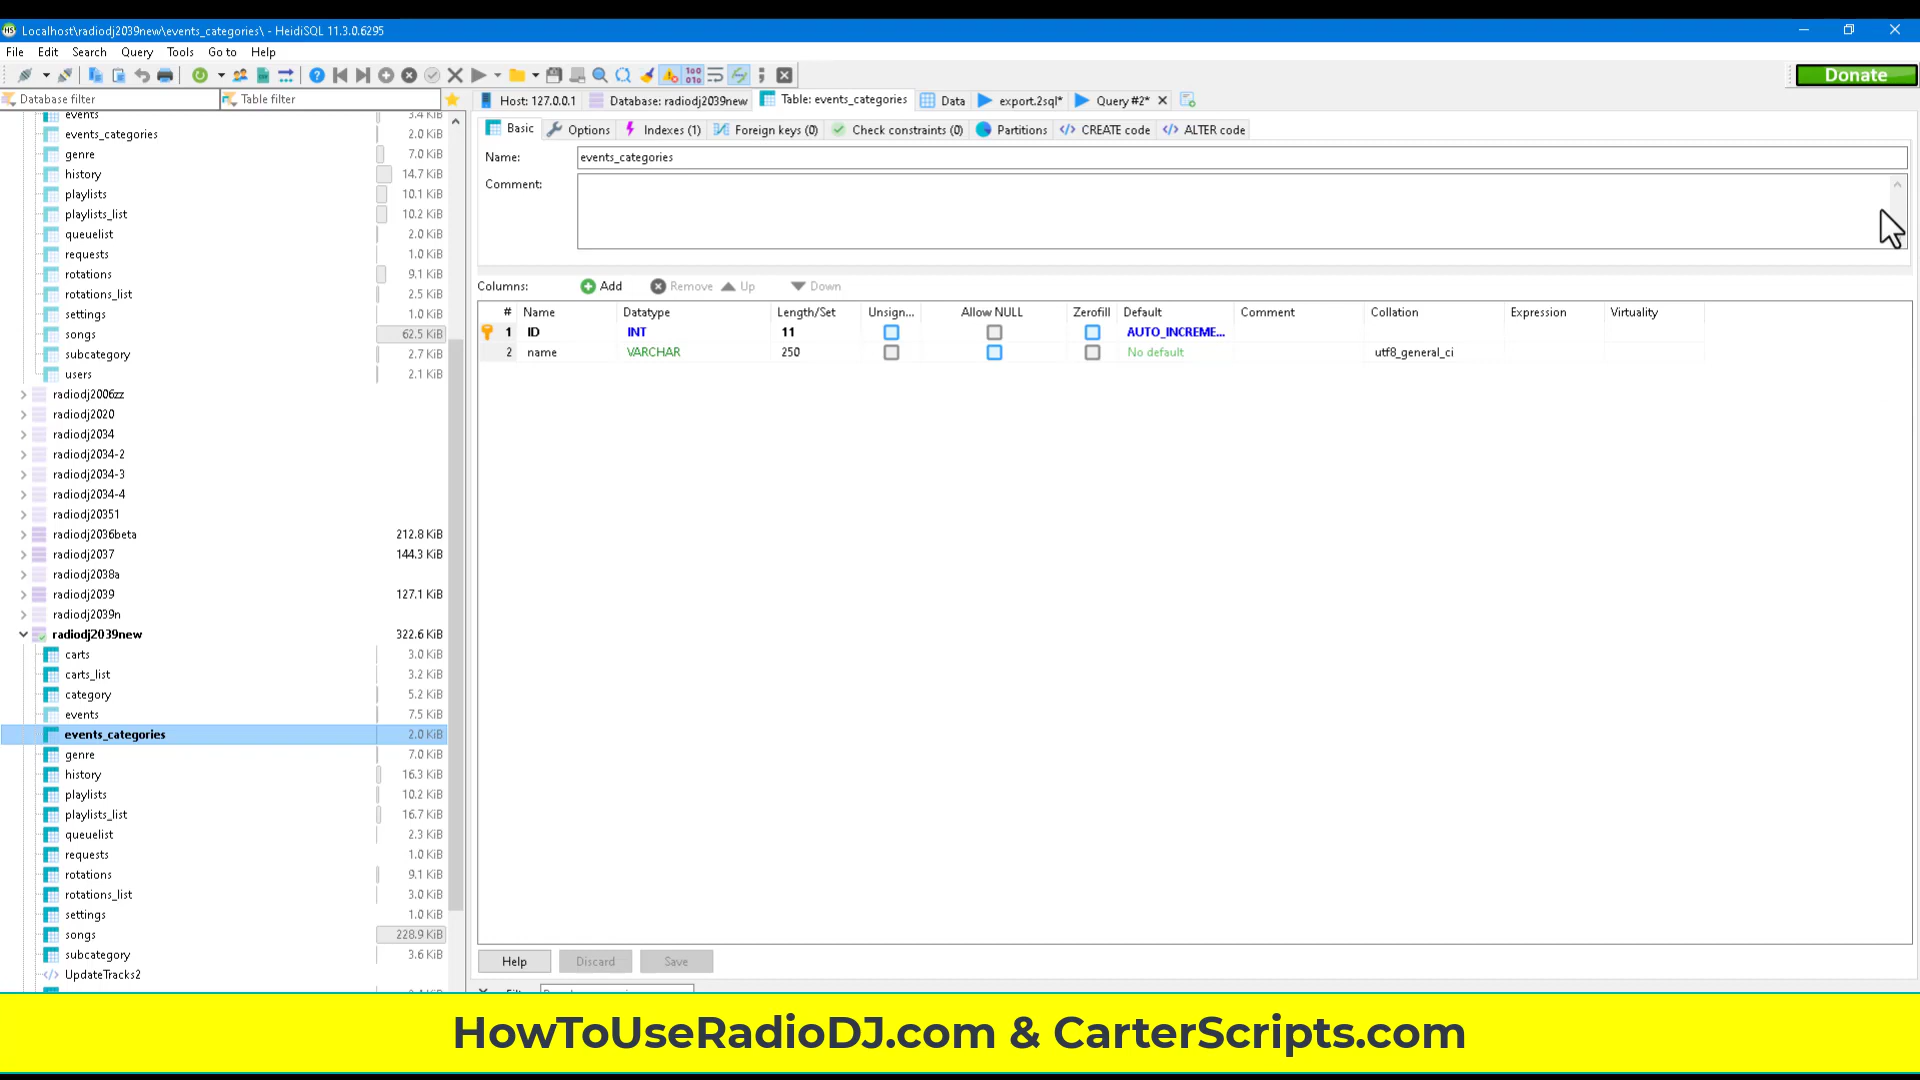 Localhost\radiodj2039new\events_categories\ - HeidiSQL 11.3.0.6295
File Edit Search Query Tools Go to Help
Donate
Database filter
Table filter
Host: 127.0.0.1
Database: radiodj2039new
Table: events_categories
Data
export.2sql*
Query #2*
Basic
Options
Indexes (1)
Foreign keys (0)
Check constraints (0)
Partitions
CREATE code
ALTER code
Name: events_categories
Comment:
Columns: Add Remove Up Down
# Name Datatype Length/Set Unsign... Allow NULL Zerofill Default Comment Collation Expression Virtuality
1 ID INT 11 AUTO_INCREME...
2 name VARCHAR 250 No default utf8_general_ci
events 3.4 KiB
events_categories 2.0 KiB
genre 7.0 KiB
history 14.7 KiB
playlists 10.1 KiB
playlists_list 10.2 KiB
queuelist 2.0 KiB
requests 1.0 KiB
rotations 9.1 KiB
rotations_list 2.5 KiB
settings 1.0 KiB
songs 62.5 KiB
subcategory 2.7 KiB
users 2.1 KiB
radiodj2006zz
radiodj2020
radiodj2034
radiodj2034-2
radiodj2034-3
radiodj2034-4
radiodj20351
radiodj2036beta 212.8 KiB
radiodj2037 144.3 KiB
radiodj2038a
radiodj2039 127.1 KiB
radiodj2039n
radiodj2039new 322.6 KiB
carts 3.0 KiB
carts_list 3.2 KiB
category 5.2 KiB
events 7.5 KiB
events_categories 2.0 KiB
genre 7.0 KiB
history 16.3 KiB
playlists 10.2 KiB
playlists_list 16.7 KiB
queuelist 2.3 KiB
requests 1.0 KiB
rotations 9.1 KiB
rotations_list 3.0 KiB
settings 1.0 KiB
songs 228.9 KiB
subcategory 3.6 KiB
UpdateTracks2
Help Discard Save
HowToUseRadioDJ.com & CarterScripts.com